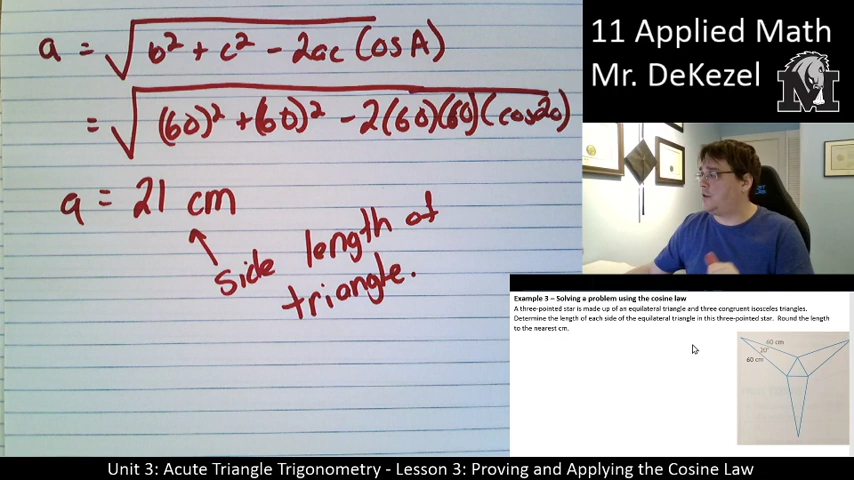 a = √b² + c² - 2ac (cos A)
= √(60)² + (60)² - 2(60)(60)(cos20)
a = 21 cm
side length of
triangle.
11 Applied Math
Mr. DeKezel
M
Example 3 – Solving a problem using the cosine law
A three-pointed star is made up of an equilateral triangle and three congruent isosceles triangles.
Determine the length of each side of the equilateral triangle in this three-pointed star. Round the length
to the nearest cm.
60 cm
20°
60 cm
Unit 3: Acute Triangle Trigonometry - Lesson 3: Proving and Applying the Cosine Law